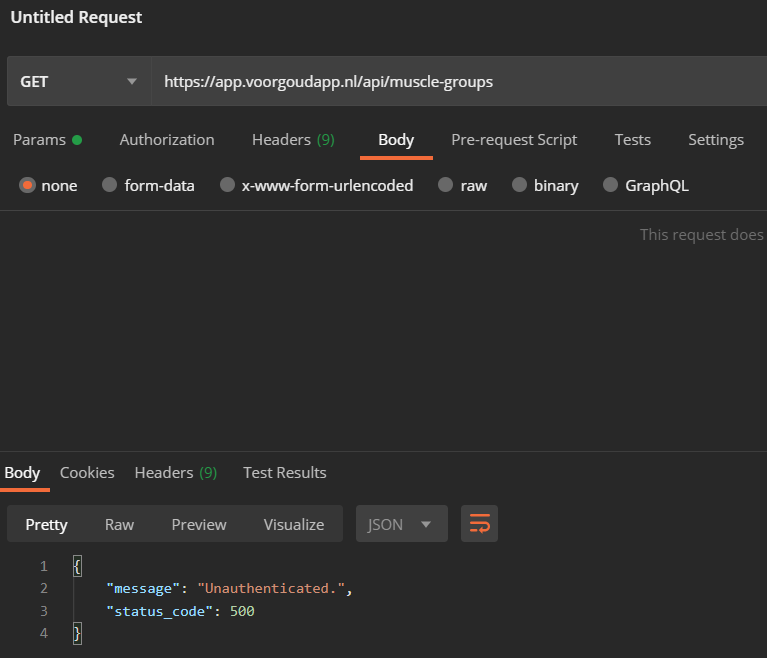 Untitled Request
GET https://app.voorgoudapp.nl/api/muscle-groups
Params Authorization Headers (9) Body Pre-request Script Tests Settings
none form-data x-www-form-urlencoded raw binary GraphQL
This request does
Body Cookies Headers (9) Test Results
Pretty Raw Preview Visualize JSON
1 {
2 "message": "Unauthenticated.",
3 "status_code": 500
4 }